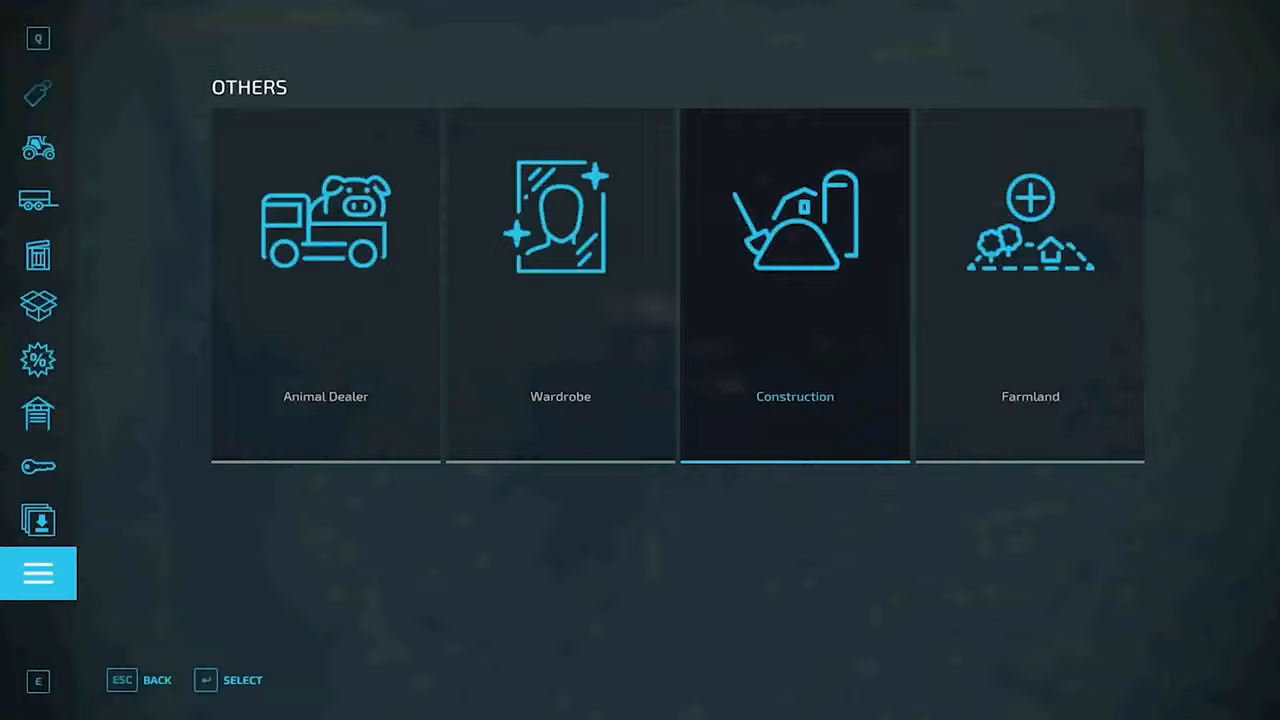 Q
OTHERS
Animal Dealer
Wardrobe
Construction
Farmland
%
E
ESC BACK
SELECT